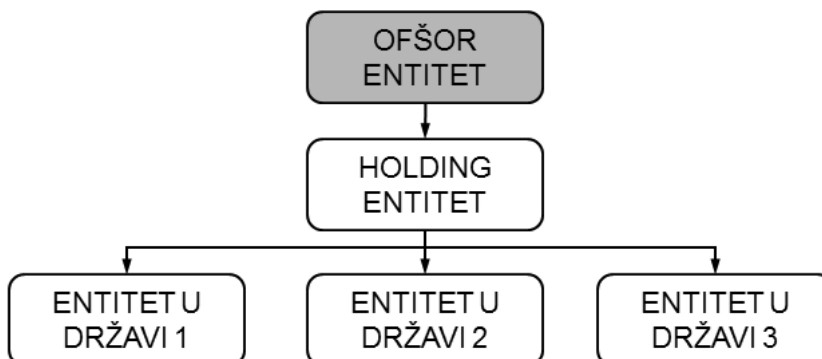 OFŠOR
ENTITET
HOLDING
ENTITET
ENTITET U
DRŽAVI 1
ENTITET U
DRŽAVI 2
ENTITET U
DRŽAVI 3